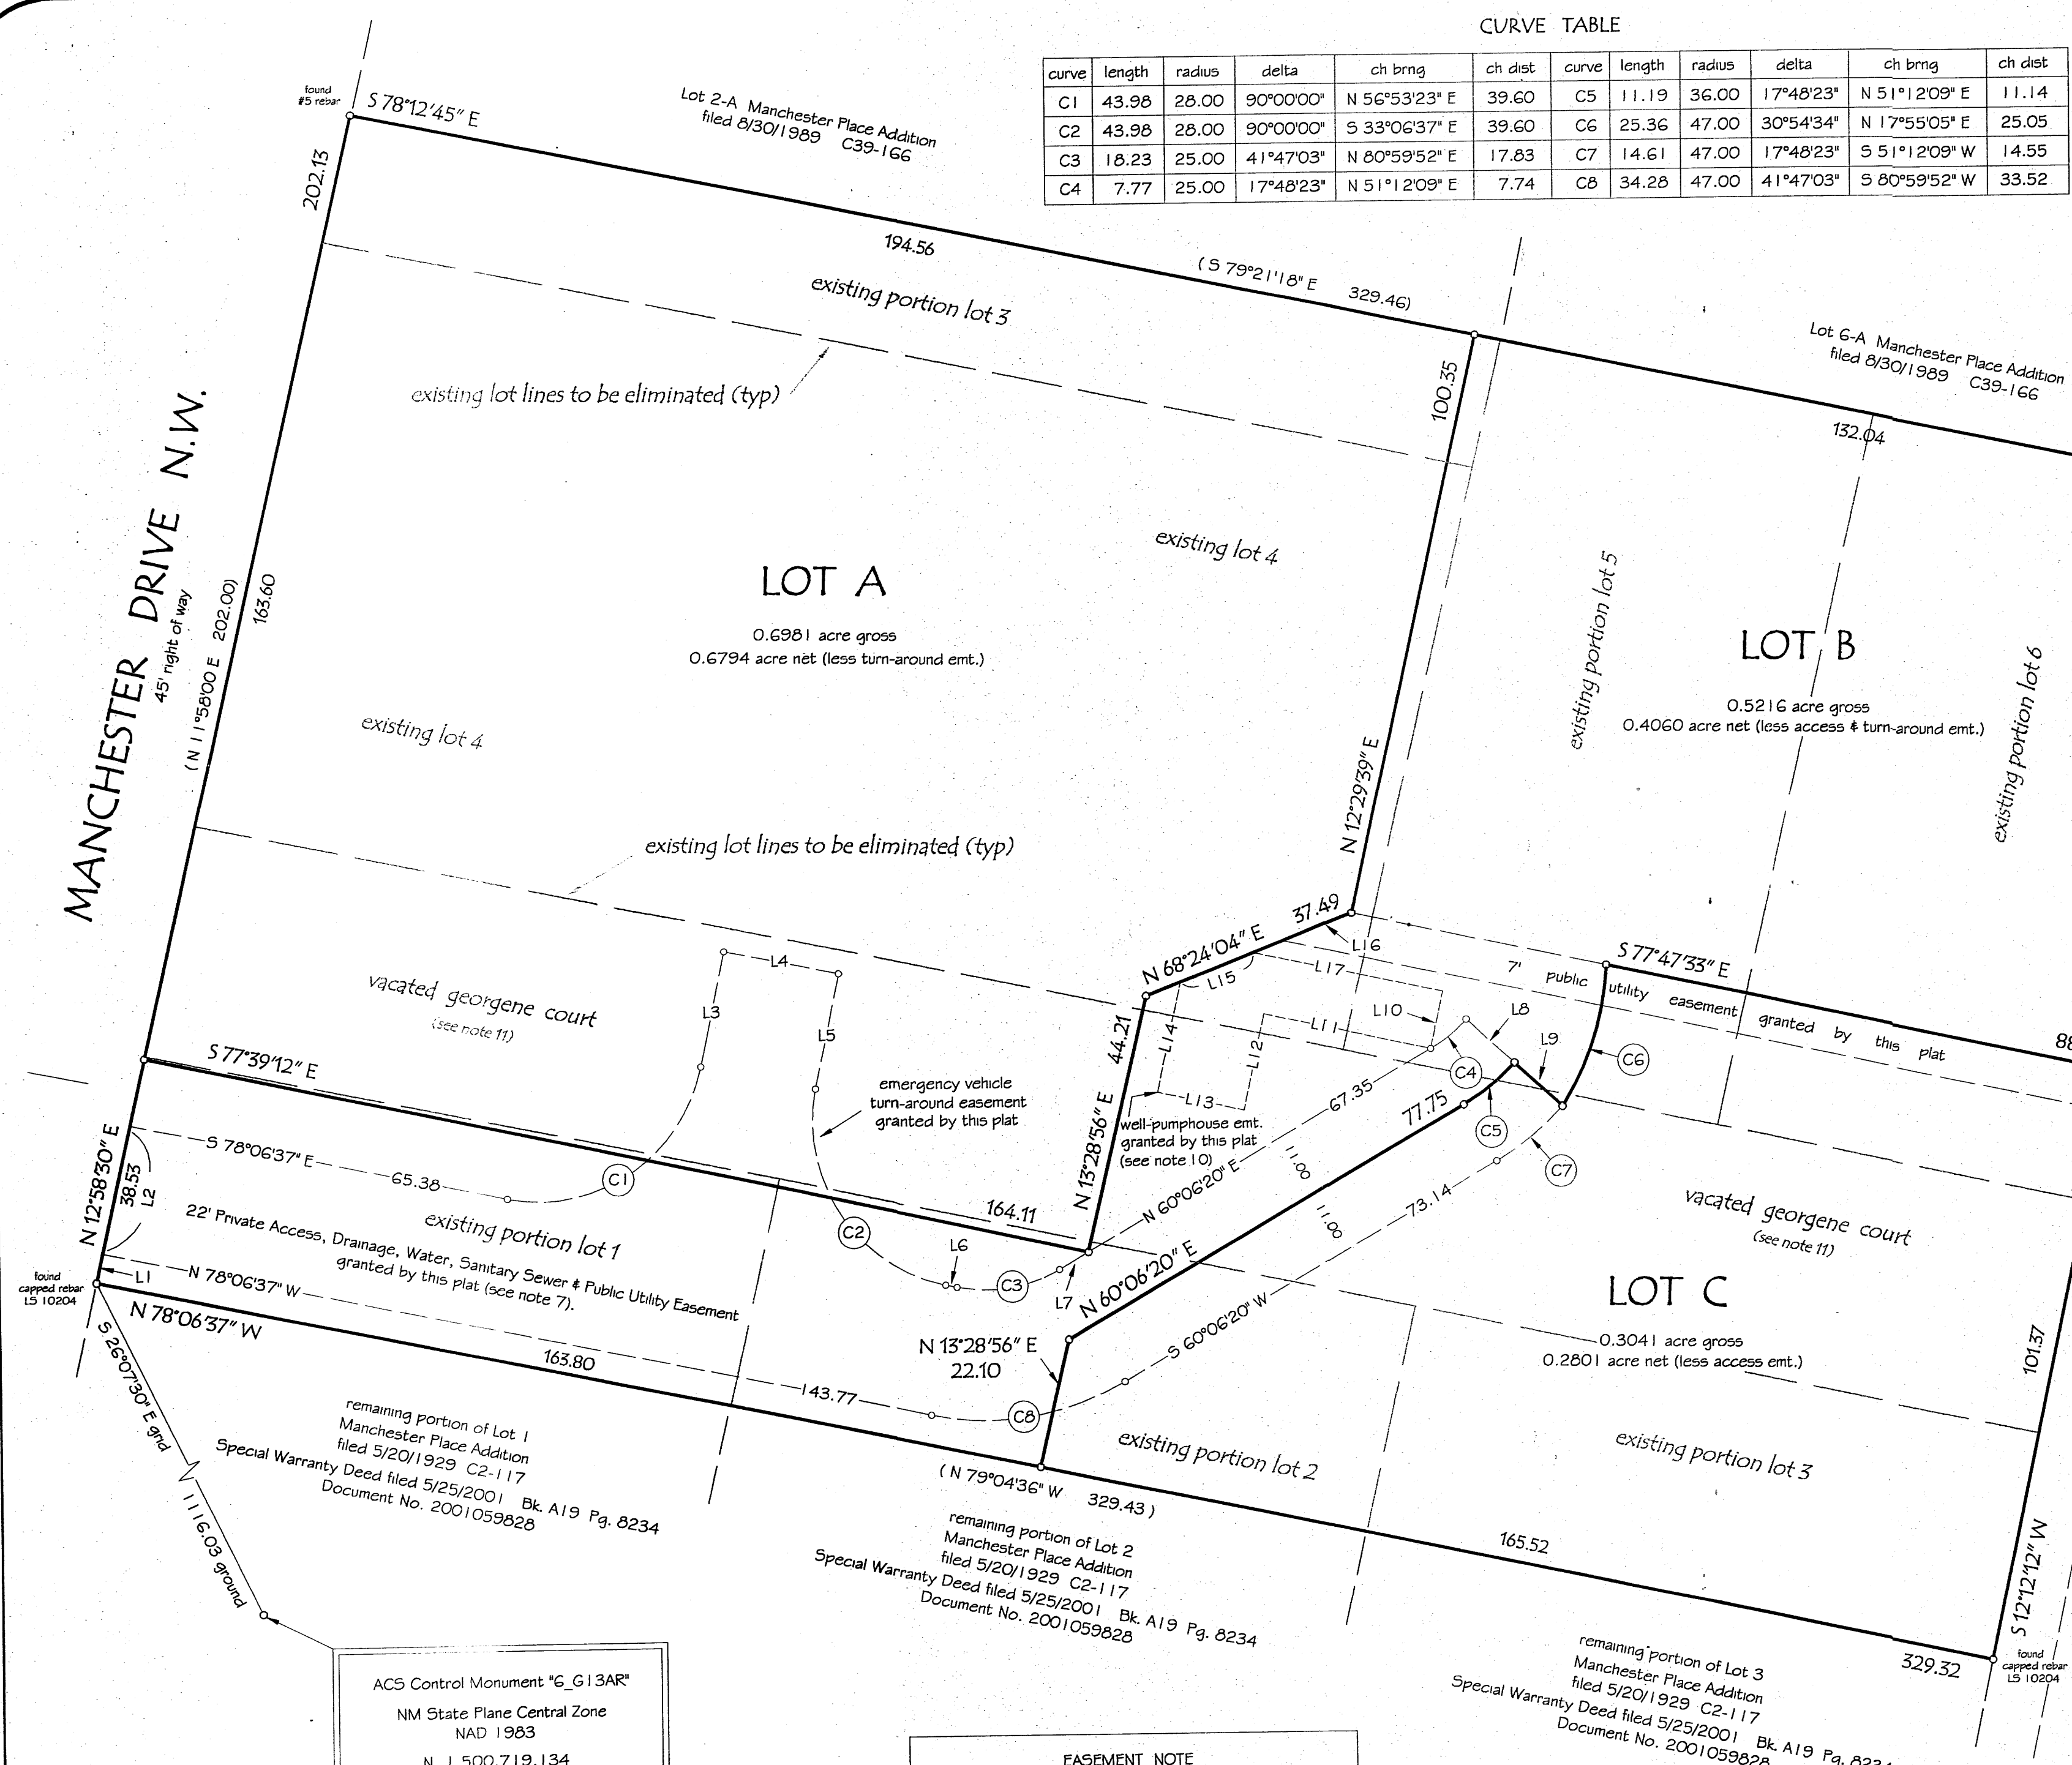 CURVE TABLE
curve length radius delta ch brng ch dist curve length radius delta ch brng ch dist
C1 43.98 28.00 90°00'00" N 56°53'23" E 39.60 C5 11.19 36.00 17°48'23" N 51°12'09" E 11.14
C2 43.98 28.00 90°00'00" S 33°06'37" E 39.60 C6 25.36 47.00 30°54'34" N 17°55'05" E 25.05
C3 18.23 25.00 41°47'03" N 80°59'52" E 17.83 C7 14.61 47.00 17°48'23" S 51°12'09" W 14.55
C4 7.77 25.00 17°48'23" N 51°12'09" E 7.74 C8 34.28 47.00 41°47'03" S 80°59'52" W 33.52
found
#5 rebar
S 78°12'45" E
202.13
Lot 2-A Manchester Place Addition
filed 8/30/1989 C39-166
194.56
(S 79°21'18" E 329.46)
existing portion lot 3
existing lot lines to be eliminated (typ)
Lot 6-A Manchester Place Addition
filed 8/30/1989 C39-166
132.04
100.35
MANCHESTER DRIVE N.W.
45' right of way
(N 11°58'00 E 202.00)
163.60
existing lot 4
LOT A
0.6981 acre gross
0.6794 acre net (less turn-around emt.)
existing lot 4
existing portion lot 5
LOT B
0.5216 acre gross
0.4060 acre net (less access & turn-around emt.)
existing portion lot 6
N 12°29'39" E
existing lot lines to be eliminated (typ)
37.49
N 68°24'04" E
L16
L15
L17
S 77°47'33" E
7' public utility easement granted by this plat
88
vacated georgene court
(see note 11)
L4
L3
L5
44.21
L14
L12
L11
L10
L8
L9
C6
C4
S 77°39'12" E
emergency vehicle
turn-around easement
granted by this plat
L13
67.35
77.75
C5
C7
well-pumphouse emt.
granted by this plat
(see note 10)
N 13°28'56" E
N 12°58'30" E
38.53
L2
S 78°06'37" E
65.38
C1
164.11
N 60°06'20" E
11.00
11.00
73.14
vacated georgene court
(see note 11)
existing portion lot 1
22' Private Access, Drainage, Water, Sanitary Sewer & Public Utility Easement
granted by this plat (see note 7).
C2
L6
C3
L7
N 60°06'20" E
S 60°06'20" W
LOT C
0.3041 acre gross
0.2801 acre net (less access emt.)
101.37
found
capped rebar
LS 10204
L1
N 78°06'37" W
N 78°06'37" W
163.80
143.77
N 13°28'56" E
22.10
C8
existing portion lot 2
existing portion lot 3
S 26°07'30" E grid
1116.03 ground
remaining portion of Lot 1
Manchester Place Addition
filed 5/20/1929 C2-117
Special Warranty Deed filed 5/25/2001 Bk. A19 Pg. 8234
Document No. 2001059828
(N 79°04'36" W 329.43)
remaining portion of Lot 2
Manchester Place Addition
filed 5/20/1929 C2-117
Special Warranty Deed filed 5/25/2001 Bk. A19 Pg. 8234
Document No. 2001059828
165.52
S 12°12'12" W
329.32
found
capped rebar
LS 10204
remaining portion of Lot 3
Manchester Place Addition
filed 5/20/1929 C2-117
Special Warranty Deed filed 5/25/2001 Bk. A19 Pg.
Document No. 2001059828
ACS Control Monument "6_G13AR"
NM State Plane Central Zone
NAD 1983
N 1,500,719.134
EASEMENT NOTE